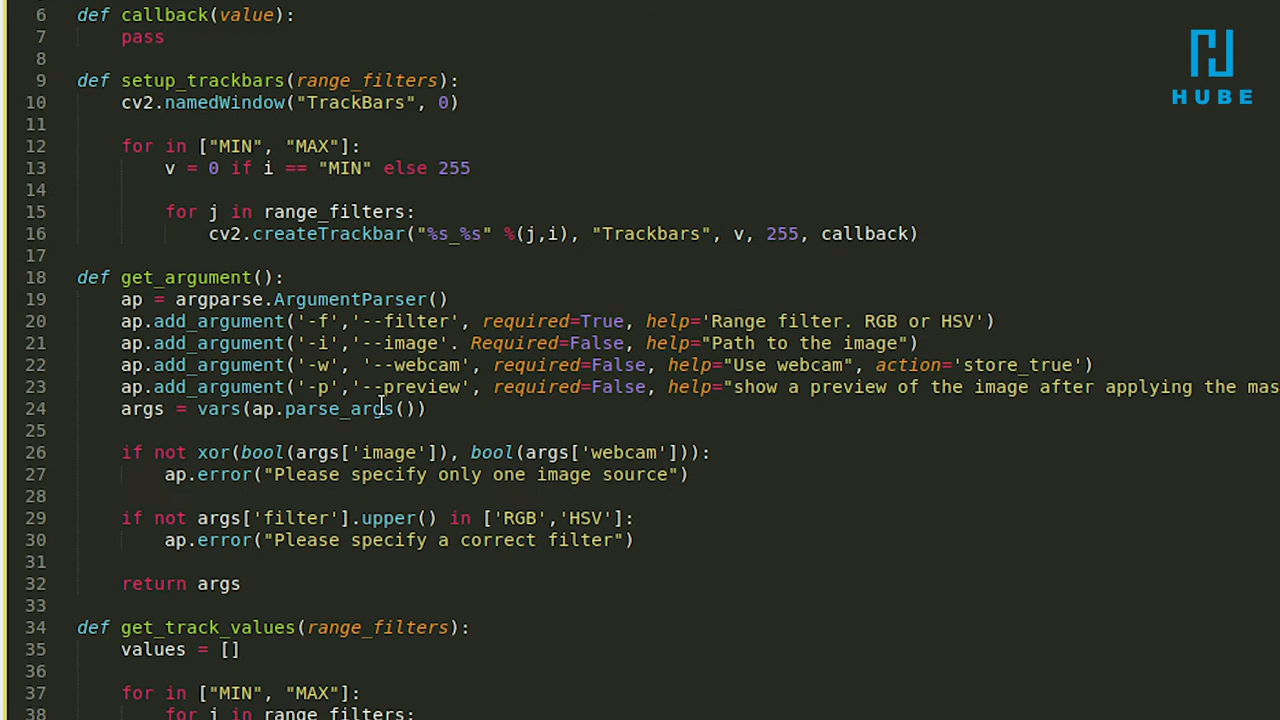 6 def callback(value):
7 pass
8
9 def setup_trackbars(range_filters):
10 cv2.namedWindow("TrackBars", 0)
11
12 for in ["MIN", "MAX"]:
13 v = 0 if i == "MIN" else 255
14
15 for j in range_filters:
16 cv2.createTrackbar("%s_%s" %(j,i), "Trackbars", v, 255, callback)
17
18 def get_argument():
19 ap = argparse.ArgumentParser()
20 ap.add_argument('-f','--filter', required=True, help='Range filter. RGB or HSV')
21 ap.add_argument('-i','--image'. Required=False, help="Path to the image")
22 ap.add_argument('-w', '--webcam', required=False, help="Use webcam", action='store_true')
23 ap.add_argument('-p','--preview', required=False, help="show a preview of the image after applying the mas
24 args = vars(ap.parse_args())
25
26 if not xor(bool(args['image']), bool(args['webcam'])):
27 ap.error("Please specify only one image source")
28
29 if not args['filter'].upper() in ['RGB','HSV']:
30 ap.error("Please specify a correct filter")
31
32 return args
33
34 def get_track_values(range_filters):
35 values = []
36
37 for in ["MIN", "MAX"]:
38 for j in range_filters:
HUBE